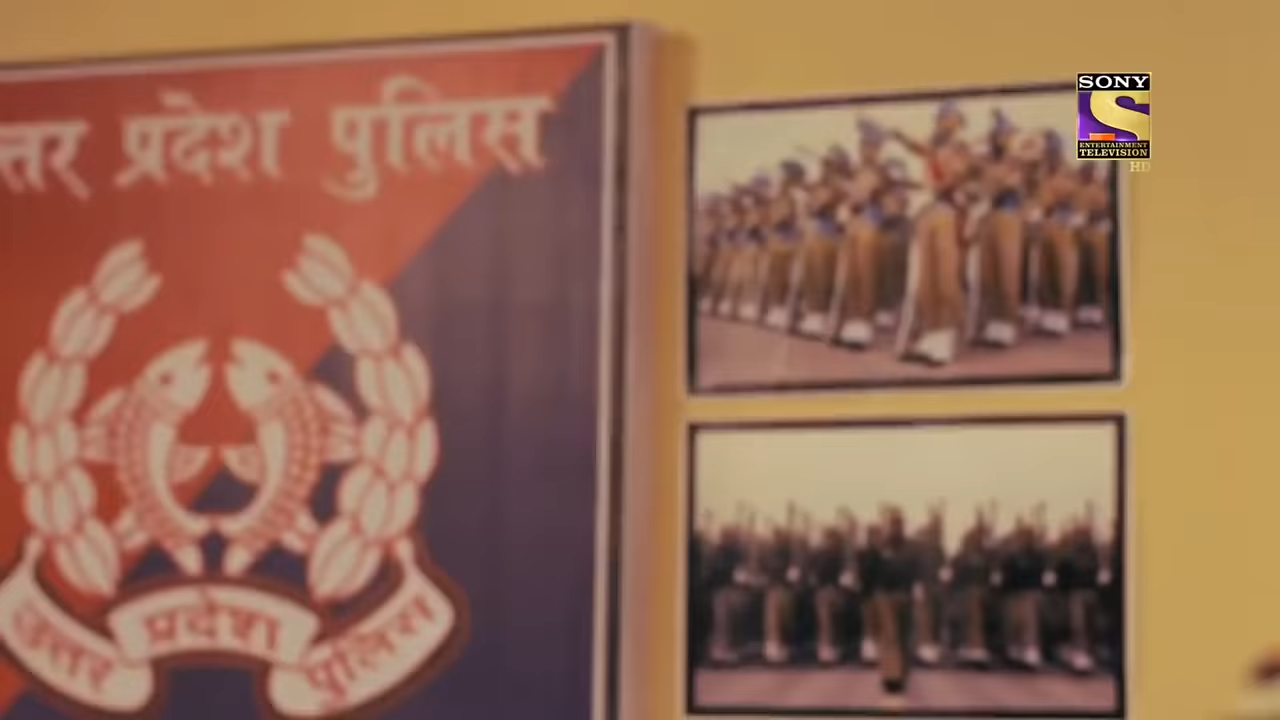 त्तर प्रदेश पुलिस
उत्तर प्रदेश पुलिस
SONY
S
ENTERTAINMENT
TELEVISION
HD